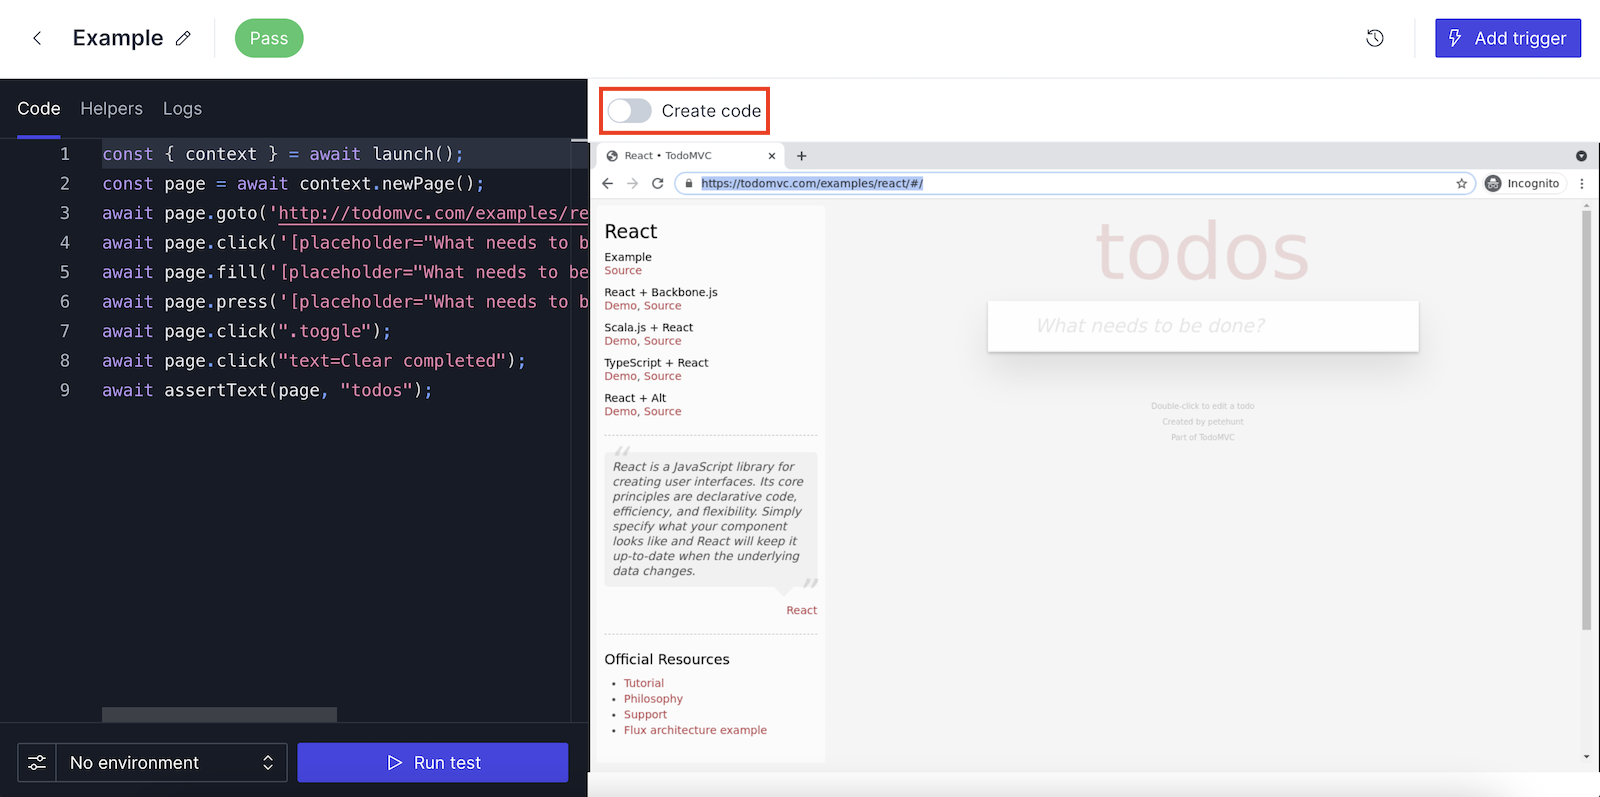 Example
Pass
Add trigger
Code Helpers Logs
Create code
1 const { context } = await launch();
2 const page = await context.newPage();
3 await page.goto('http://todomvc.com/examples/re
4 await page.click('[placeholder="What needs to b
5 await page.fill('[placeholder="What needs to be
6 await page.press('[placeholder="What needs to b
7 await page.click(".toggle");
8 await page.click("text=Clear completed");
9 await assertText(page, "todos");
No environment
Run test
React • TodoMVC
https://todomvc.com/examples/react/#/
Incognito
React
Example
Source
React + Backbone.js
Demo, Source
Scala.js + React
Demo, Source
TypeScript + React
Demo, Source
React + Alt
Demo, Source
“
React is a JavaScript library for
creating user interfaces. Its core
principles are declarative code,
efficiency, and flexibility. Simply
specify what your component
looks like and React will keep it
up-to-date when the underlying
data changes.
”
React
Official Resources
• Tutorial
• Philosophy
• Support
• Flux architecture example
todos
What needs to be done?
Double-click to edit a todo
Created by petehunt
Part of TodoMVC